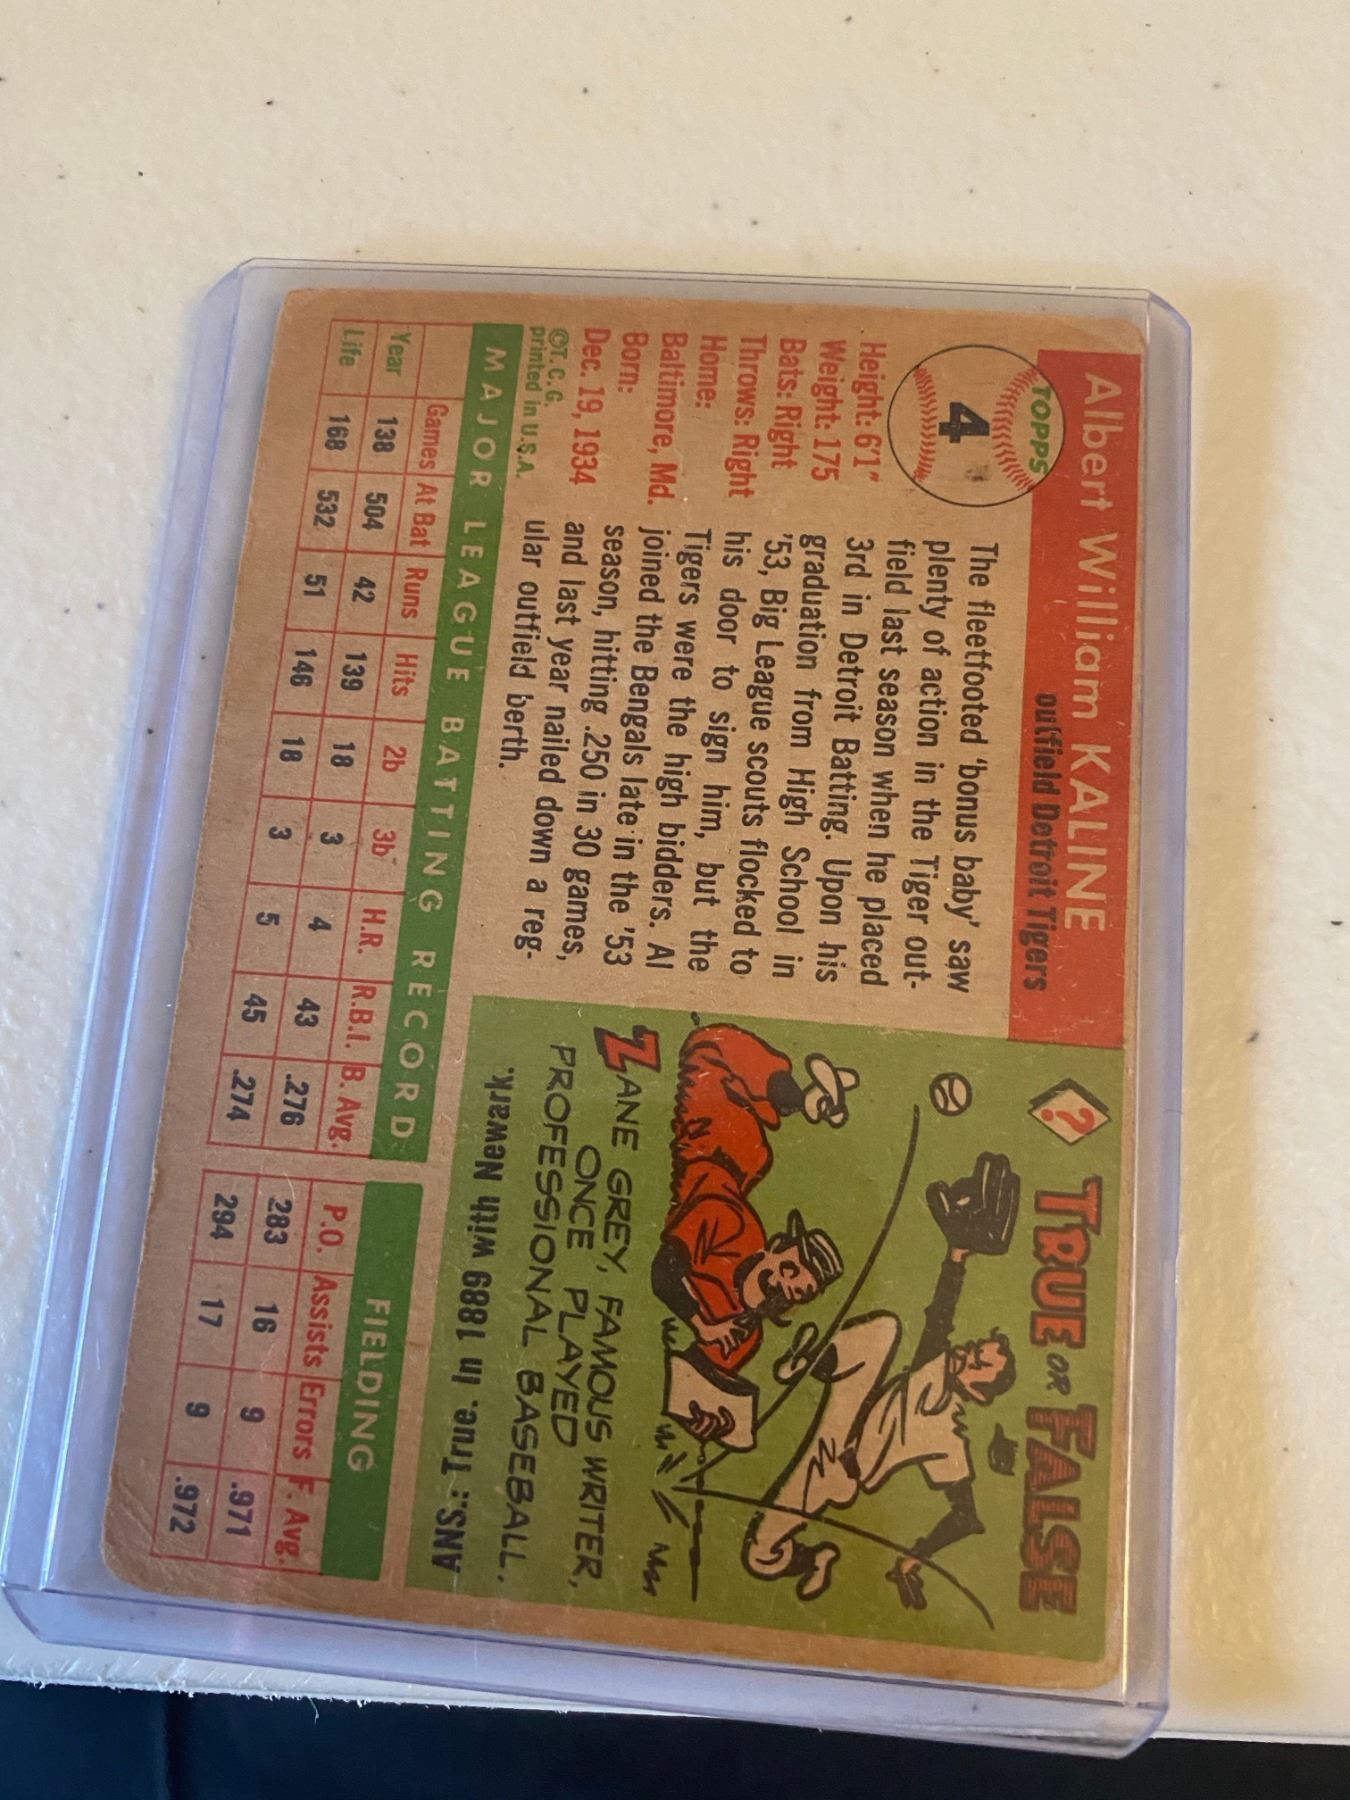 Albert William KALINE
outfield Detroit Tigers
TOPPS
4
Height: 6'1"
Weight: 175
Bats: Right
Throws: Right
Home:
Baltimore, Md.
Born:
Dec. 19, 1934
©T.C.G.
printed in U.S.A.
The fleetfooted 'bonus baby' saw
plenty of action in the Tiger out-
field last season when he placed
3rd in Detroit Batting. Upon his
graduation from High School in
'53, Big League scouts flocked to
his door to sign him, but the
Tigers were the high bidders. Al
joined the Bengals late in the '53
season, hitting .250 in 30 games,
and last year nailed down a reg-
ular outfield berth.
? TRUE OR FALSE
ZANE GREY, FAMOUS WRITER,
ONCE PLAYED
PROFESSIONAL BASEBALL.
ANS.: True. In 1889 with Newark.
MAJOR LEAGUE BATTING RECORD FIELDING
Games At Bat Runs Hits 2b 3b H.R. R.B.I. B. Avg. P.O. Assists Errors F. Avg.
Year 138 504 42 139 18 3 4 43 .276 283 16 9 .971
Life 168 532 51 146 18 3 5 45 .274 294 17 9 .972